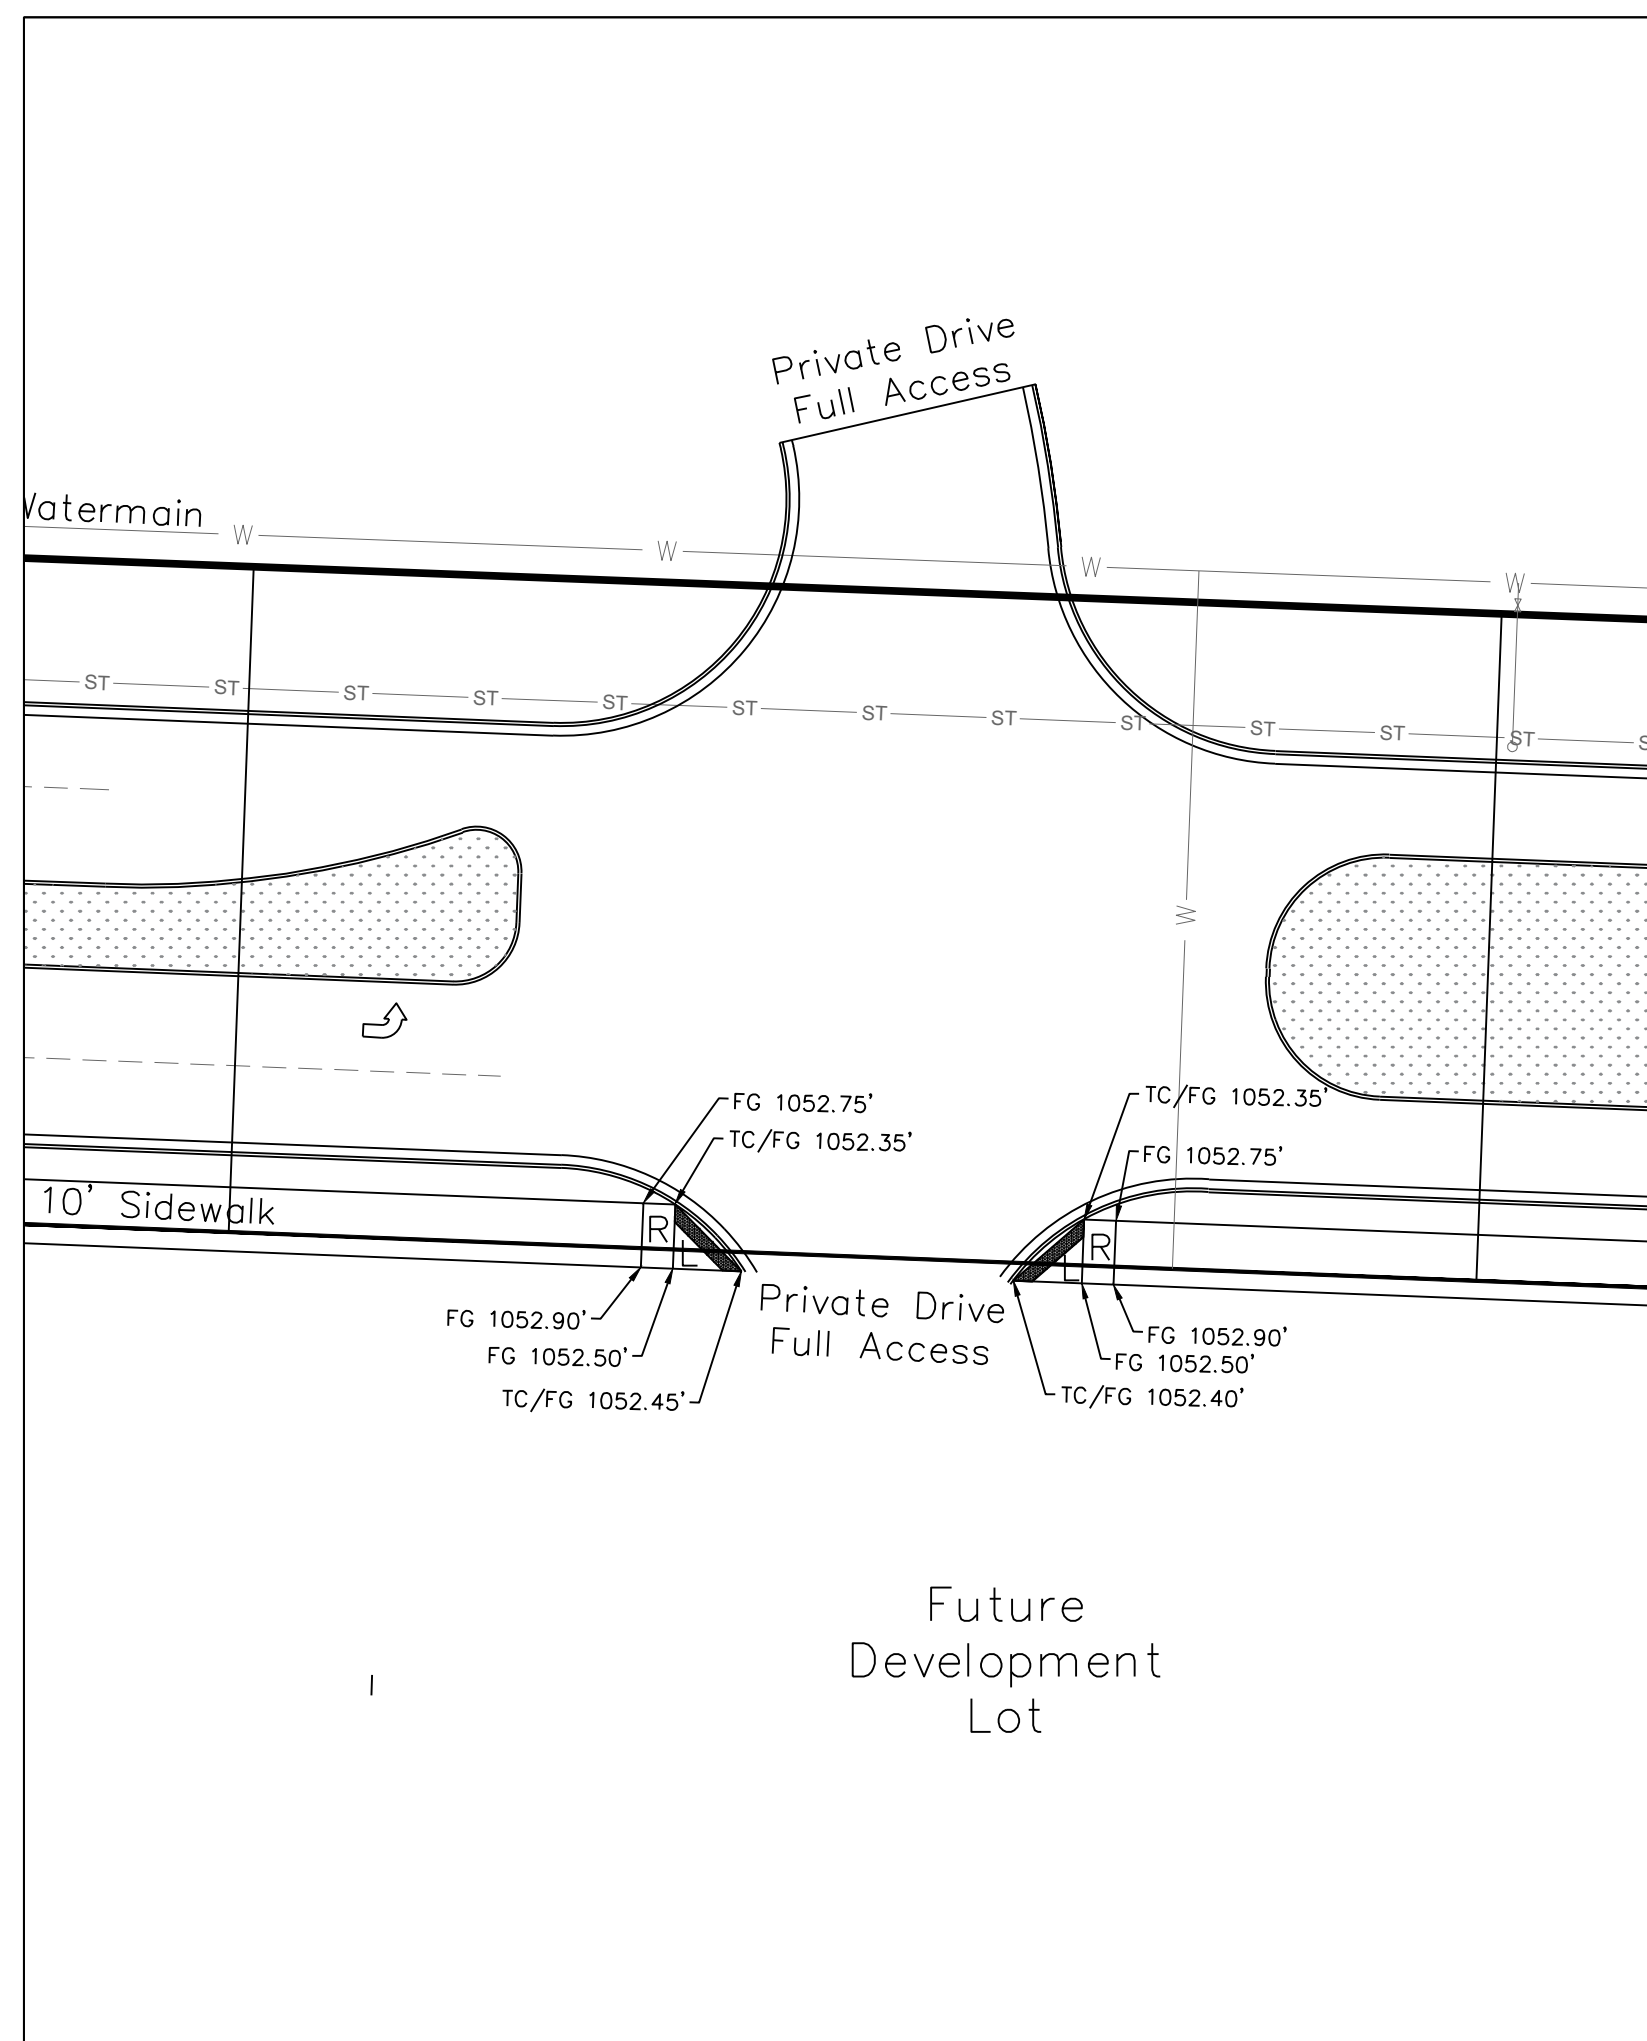 Private Drive
Full Access
W W W W
ST ST ST ST ST ST ST ST ST ST ST ST
W
FG 1052.75'
TC/FG 1052.35'
TC/FG 1052.35'
FG 1052.75'
10' Sidewalk
R
L
R
L
Private Drive
Full Access
FG 1052.90'
FG 1052.50'
TC/FG 1052.45'
FG 1052.90'
FG 1052.50'
TC/FG 1052.40'
Future
Development
Lot